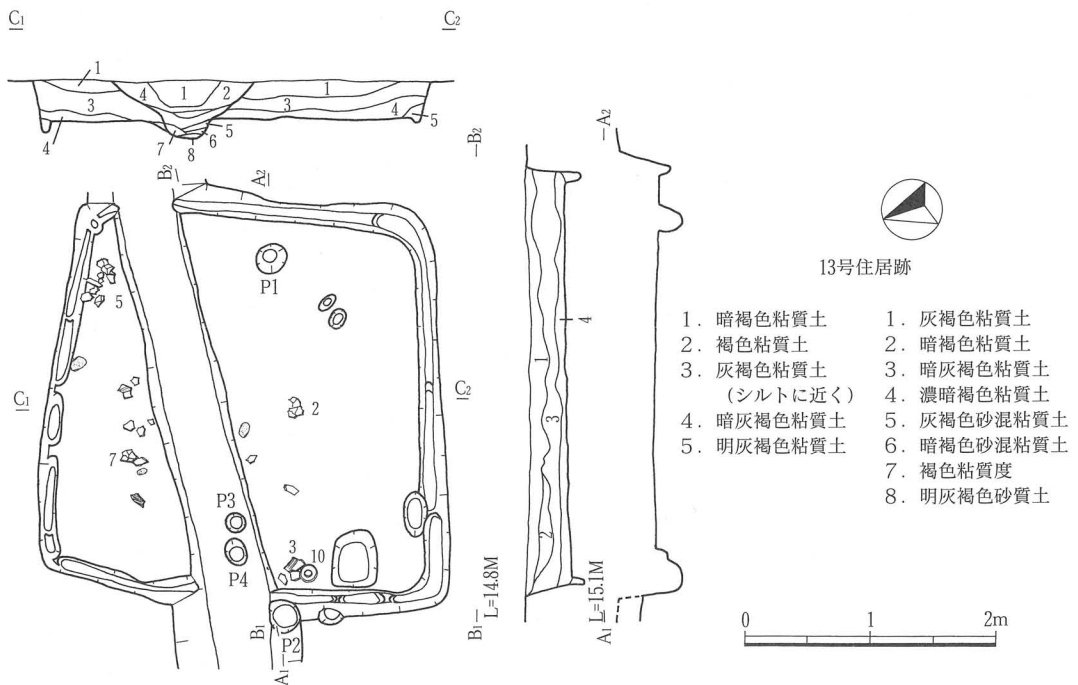 C1
C2
1
4
1
2
1
3
3
4
5
4
7
8
6
5
B2
A2
B2
A2
P1
5
C1
C2
2
7
P3
P4
3
10
B1
P2
A1
1
3
2
4
B1
L=14.8M
L=15.1M
A1
13号住居跡
1．暗褐色粘質土
2．褐色粘質土
3．灰褐色粘質土
（シルトに近く）
4．暗灰褐色粘質土
5．明灰褐色粘質土
1．灰褐色粘質土
2．暗褐色粘質土
3．暗灰褐色粘質土
4．濃暗褐色粘質土
5．灰褐色砂混粘質土
6．暗褐色砂混粘質土
7．褐色粘質度
8．明灰褐色砂質土
0 1 2m